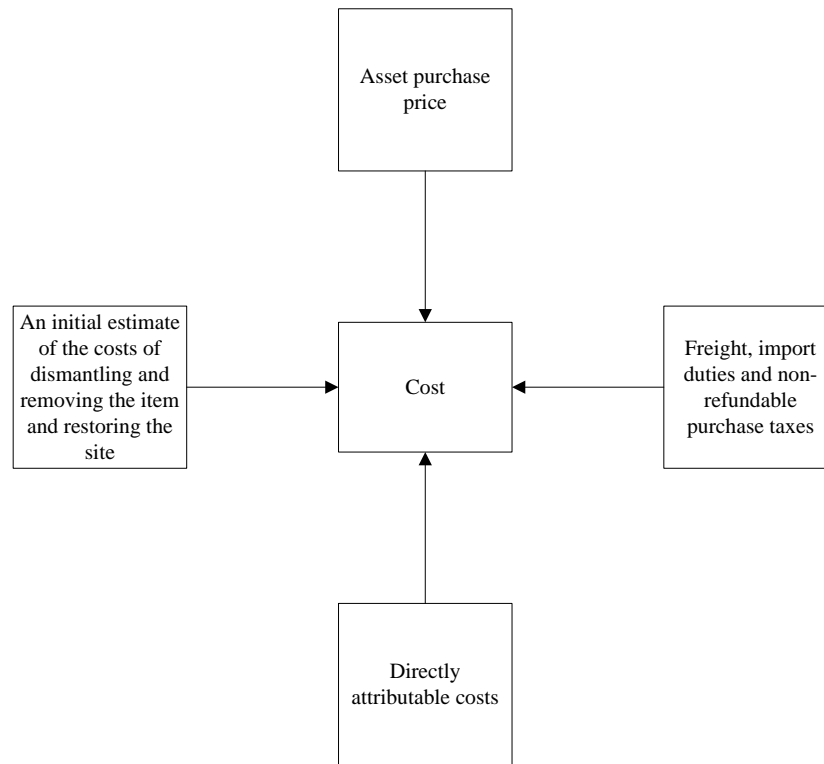 Asset purchase
price
An initial estimate
of the costs of
dismantling and
removing the item
and restoring the
site
Cost
Freight, import
duties and non-
refundable
purchase taxes
Directly
attributable costs